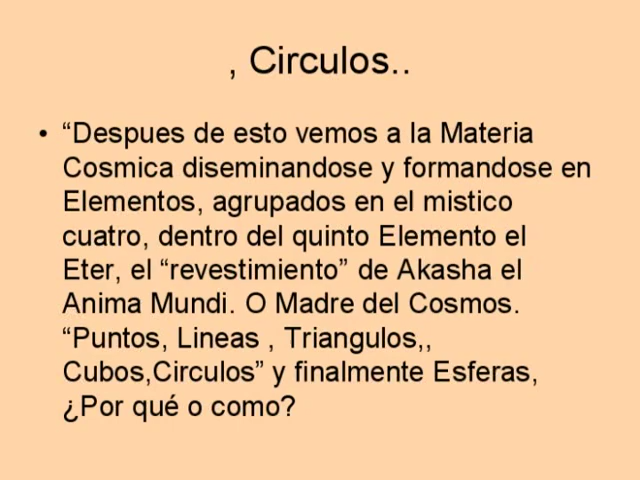 , Circulos..
• “Despues de esto vemos a la Materia
Cosmica diseminandose y formandose en
Elementos, agrupados en el mistico
cuatro, dentro del quinto Elemento el
Eter, el “revestimiento” de Akasha el
Anima Mundi. O Madre del Cosmos.
“Puntos, Lineas , Triangulos,,
Cubos,Circulos” y finalmente Esferas,
¿Por qué o como?